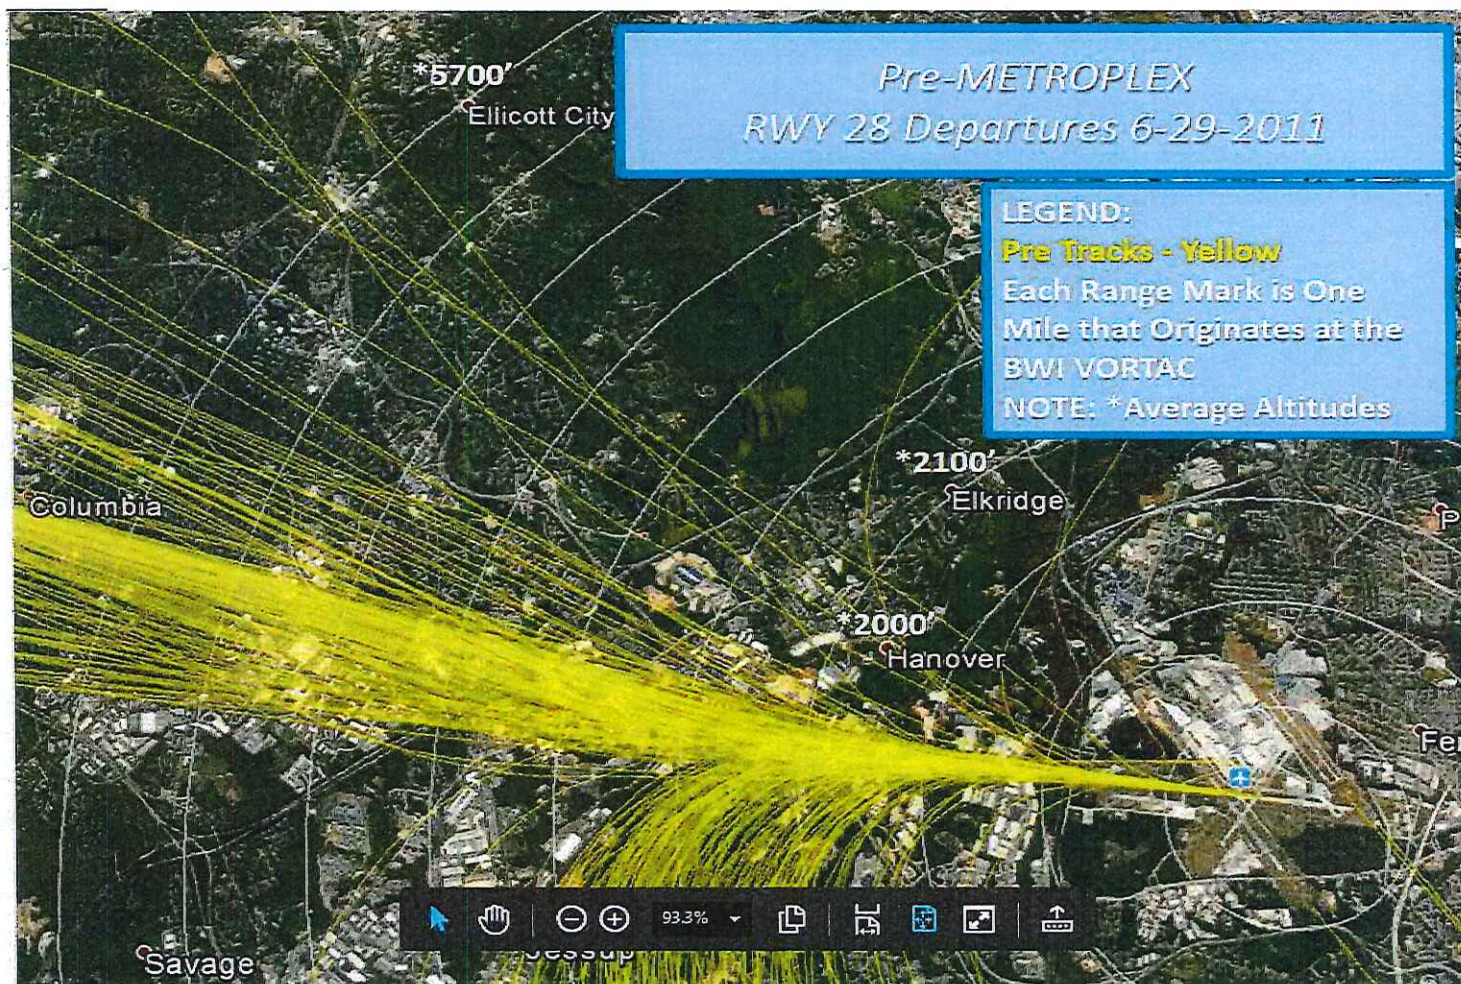 *5700'
Ellicott City
Pre-METROPLEX
RWY 28 Departures 6-29-2011
LEGEND:
Pre Tracks - Yellow
Each Range Mark is One
Mile that Originates at the
BWI VORTAC
NOTE: *Average Altitudes
*2100'
Elkridge
Columbia
P
*2000'
Hanover
Fer
93.3%
Jessup
Savage